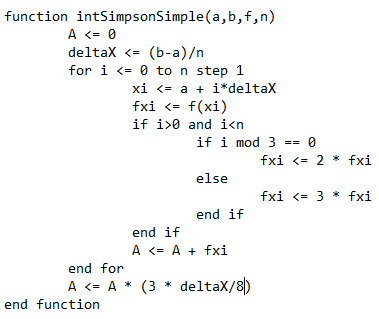 function intSimpsonSimple(a,b,f,n)
A <= 0
deltaX <= (b-a)/n
for i <= 0 to n step 1
xi <= a + i*deltaX
fxi <= f(xi)
if i>0 and i<n
if i mod 3 == 0
fxi <= 2 * fxi
else
fxi <= 3 * fxi
end if
end if
A <= A + fxi
end for
A <= A * (3 * deltaX/8)
end function